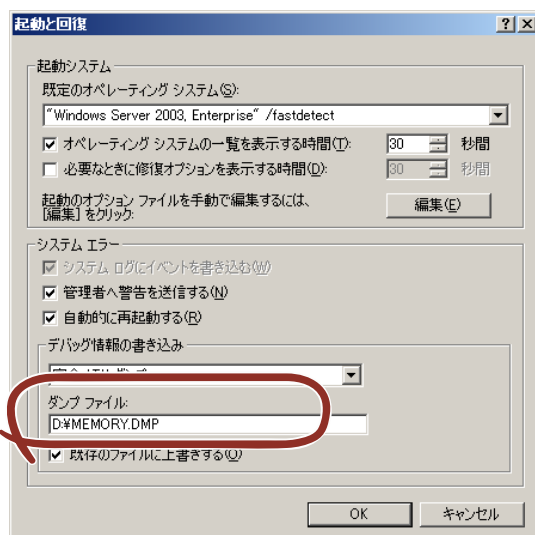 起動と回復
起動システム
既定のオペレーティング システム(S):
"Windows Server 2003, Enterprise" /fastdetect
オペレーティング システムの一覧を表示する時間(T): 30 秒間
必要なときに修復オプションを表示する時間(D): 30 秒間
起動のオプション ファイルを手動で編集するには、
[編集] をクリック: 編集(E)
システム エラー
システム ログにイベントを書き込む(W)
管理者へ警告を送信する(N)
自動的に再起動する(R)
デバッグ情報の書き込み
ダンプ ファイル:
D:¥MEMORY.DMP
既存のファイルに上書きする(O)
OK キャンセル